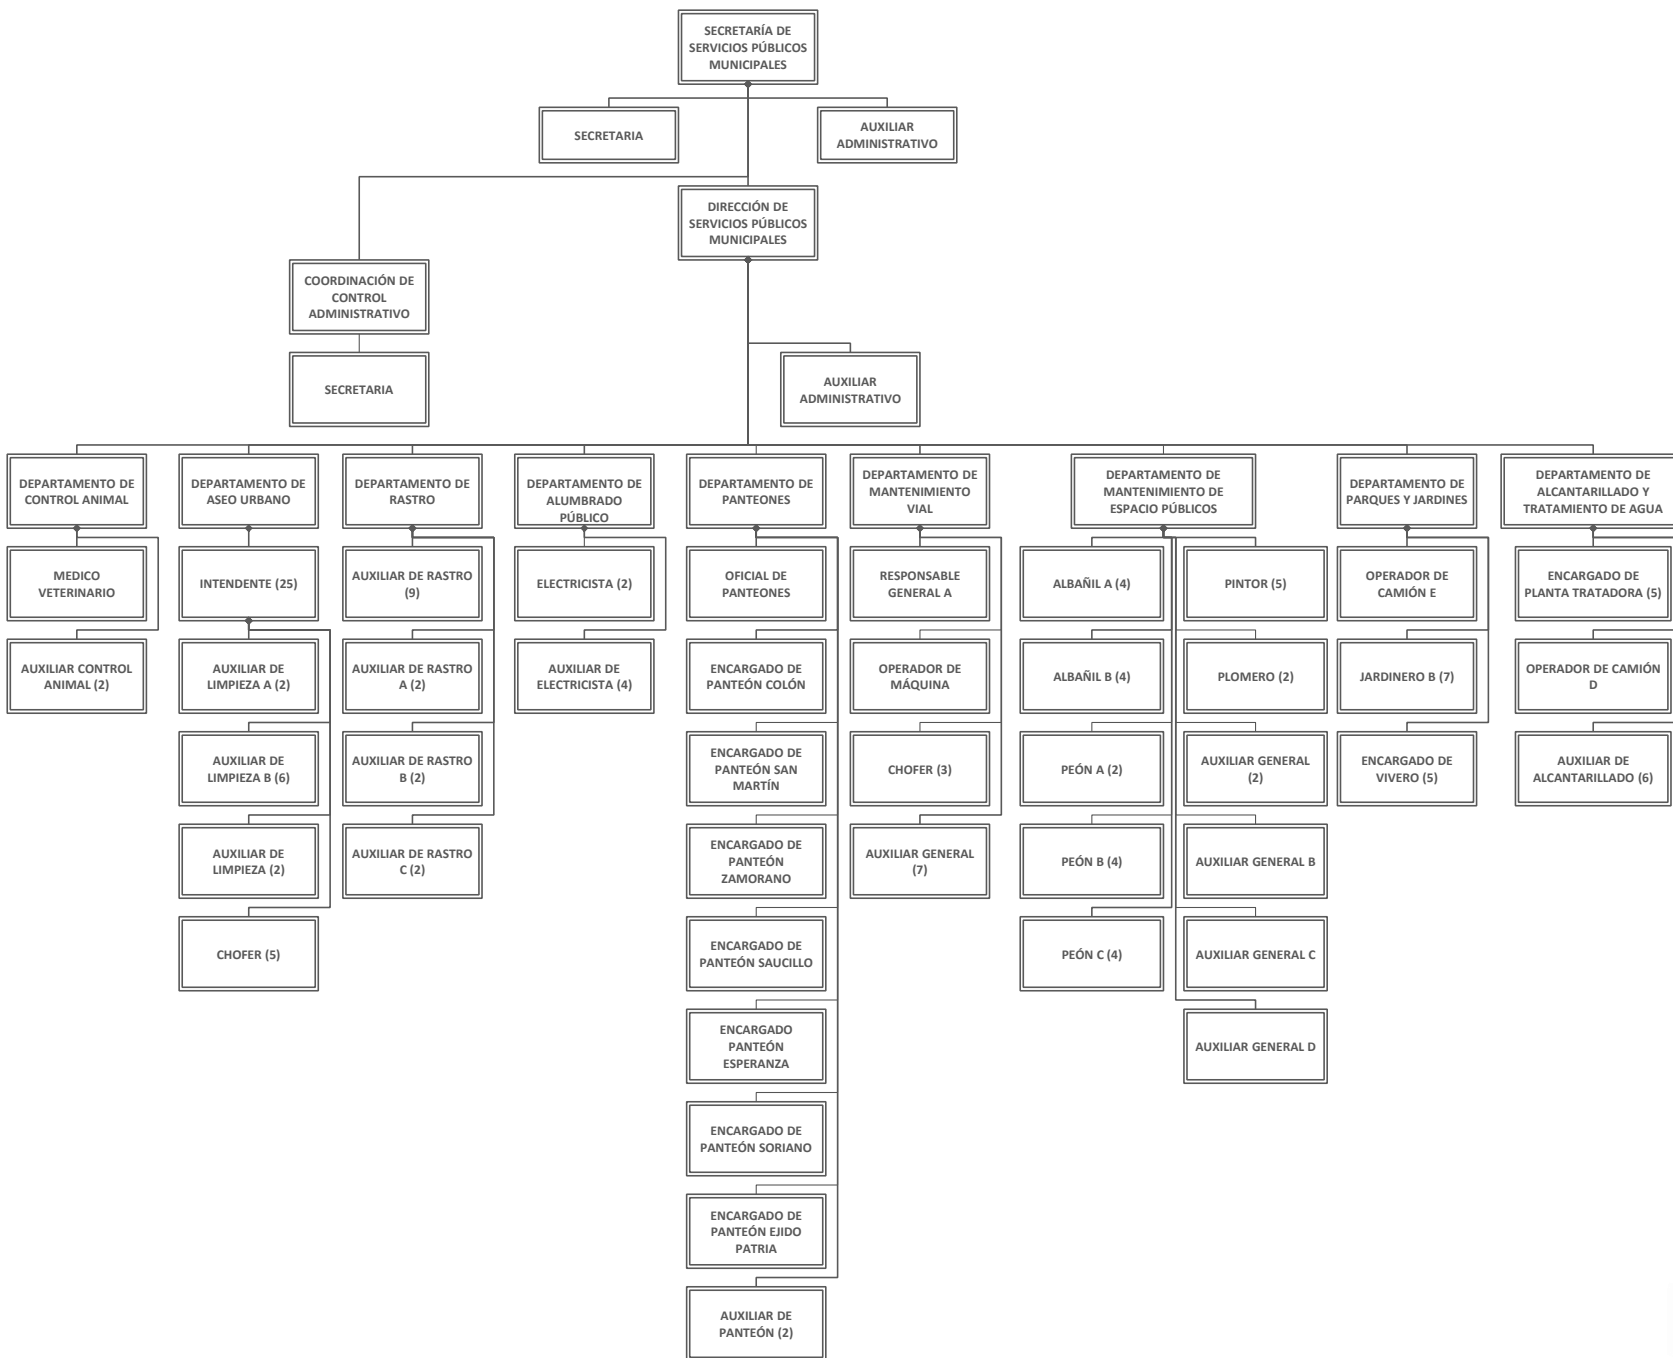 SECRETARÍA DE
SERVICIOS PÚBLICOS
MUNICIPALES
SECRETARIA
AUXILIAR
ADMINISTRATIVO
DIRECCIÓN DE
SERVICIOS PÚBLICOS
MUNICIPALES
COORDINACIÓN DE
CONTROL
ADMINISTRATIVO
SECRETARIA
AUXILIAR
ADMINISTRATIVO
DEPARTAMENTO DE
CONTROL ANIMAL
MEDICO
VETERINARIO
AUXILIAR CONTROL
ANIMAL (2)
DEPARTAMENTO DE
ASEO URBANO
INTENDENTE (25)
AUXILIAR DE
LIMPIEZA A (2)
AUXILIAR DE
LIMPIEZA B (6)
AUXILIAR DE
LIMPIEZA (2)
CHOFER (5)
DEPARTAMENTO DE
RASTRO
AUXILIAR DE RASTRO
(9)
AUXILIAR DE RASTRO
A (2)
AUXILIAR DE RASTRO
B (2)
AUXILIAR DE RASTRO
C (2)
DEPARTAMENTO DE
ALUMBRADO
PÚBLICO
ELECTRICISTA (2)
AUXILIAR DE
ELECTRICISTA (4)
DEPARTAMENTO DE
PANTEONES
OFICIAL DE
PANTEONES
ENCARGADO DE
PANTEÓN COLÓN
ENCARGADO DE
PANTEÓN SAN
MARTÍN
ENCARGADO DE
PANTEÓN
ZAMORANO
ENCARGADO DE
PANTEÓN SAUCILLO
ENCARGADO
PANTEÓN
ESPERANZA
ENCARGADO DE
PANTEÓN SORIANO
ENCARGADO DE
PANTEÓN EJIDO
PATRIA
AUXILIAR DE
PANTEÓN (2)
DEPARTAMENTO DE
MANTENIMIENTO
VIAL
RESPONSABLE
GENERAL A
OPERADOR DE
MÁQUINA
CHOFER (3)
AUXILIAR GENERAL
(7)
DEPARTAMENTO DE
MANTENIMIENTO DE
ESPACIO PÚBLICOS
ALBAÑIL A (4)
ALBAÑIL B (4)
PEÓN A (2)
PEÓN B (4)
PEÓN C (4)
PINTOR (5)
PLOMERO (2)
AUXILIAR GENERAL
(2)
AUXILIAR GENERAL B
AUXILIAR GENERAL C
AUXILIAR GENERAL D
DEPARTAMENTO DE
PARQUES Y JARDINES
OPERADOR DE
CAMIÓN E
JARDINERO B (7)
ENCARGADO DE
VIVERO (5)
DEPARTAMENTO DE
ALCANTARILLADO Y
TRATAMIENTO DE AGUA
ENCARGADO DE
PLANTA TRATADORA (5)
OPERADOR DE CAMIÓN
D
AUXILIAR DE
ALCANTARILLADO (6)